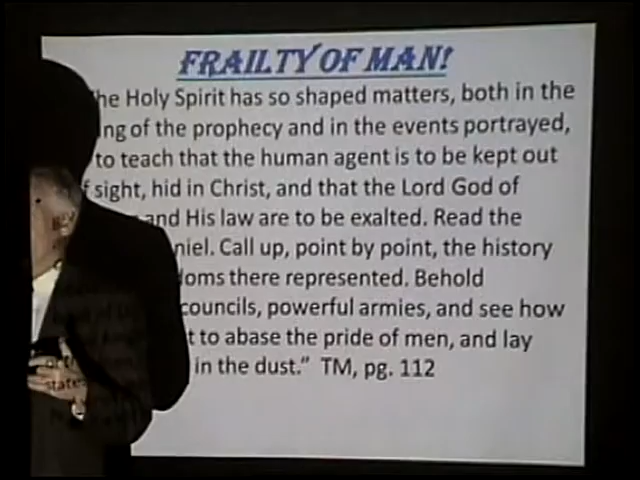 FRAILTY OF MAN!
he Holy Spirit has so shaped matters, both in the
ng of the prophecy and in the events portrayed,
to teach that the human agent is to be kept out
f sight, hid in Christ, and that the Lord God of
and His law are to be exalted. Read the
niel. Call up, point by point, the history
doms there represented. Behold
councils, powerful armies, and see how
t to abase the pride of men, and lay
in the dust.” TM, pg. 112
state